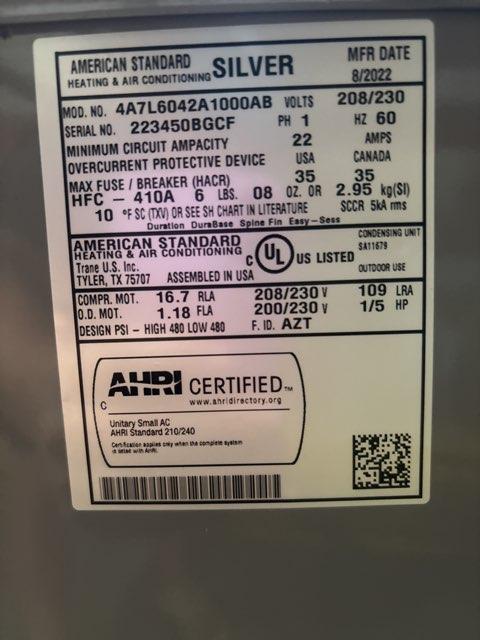 AMERICAN STANDARD
HEATING & AIR CONDITIONING SILVER
MFR DATE
8/2022
MOD. NO. 4A7L6042A1000AB VOLTS 208/230
SERIAL NO. 223450BGCF PH 1 HZ 60
MINIMUM CIRCUIT AMPACITY 22 AMPS
OVERCURRENT PROTECTIVE DEVICE USA CANADA
MAX FUSE / BREAKER (HACR) 35 35
HFC - 410A 6 LBS. 08 OZ. OR 2.95 kg(SI)
10 °F SC (TXV) OR SEE SH CHART IN LITERATURE SCCR 5kA rms
Duration DuraBase Spine Fin Easy-Sess
AMERICAN STANDARD
HEATING & AIR CONDITIONING
Trane U.S. Inc.
TYLER, TX 75707 ASSEMBLED IN USA
C UL US LISTED
CONDENSING UNIT
SA11679
OUTDOOR USE
COMPR. MOT. 16.7 RLA 208/230 V 109 LRA
O.D. MOT. 1.18 FLA 200/230 V 1/5 HP
DESIGN PSI - HIGH 480 LOW 480 F. ID. AZT
AHRI CERTIFIED™
www.ahridirectory.org
C
Unitary Small AC
AHRI Standard 210/240
Certification applies only when the complete system
is listed with AHRI.